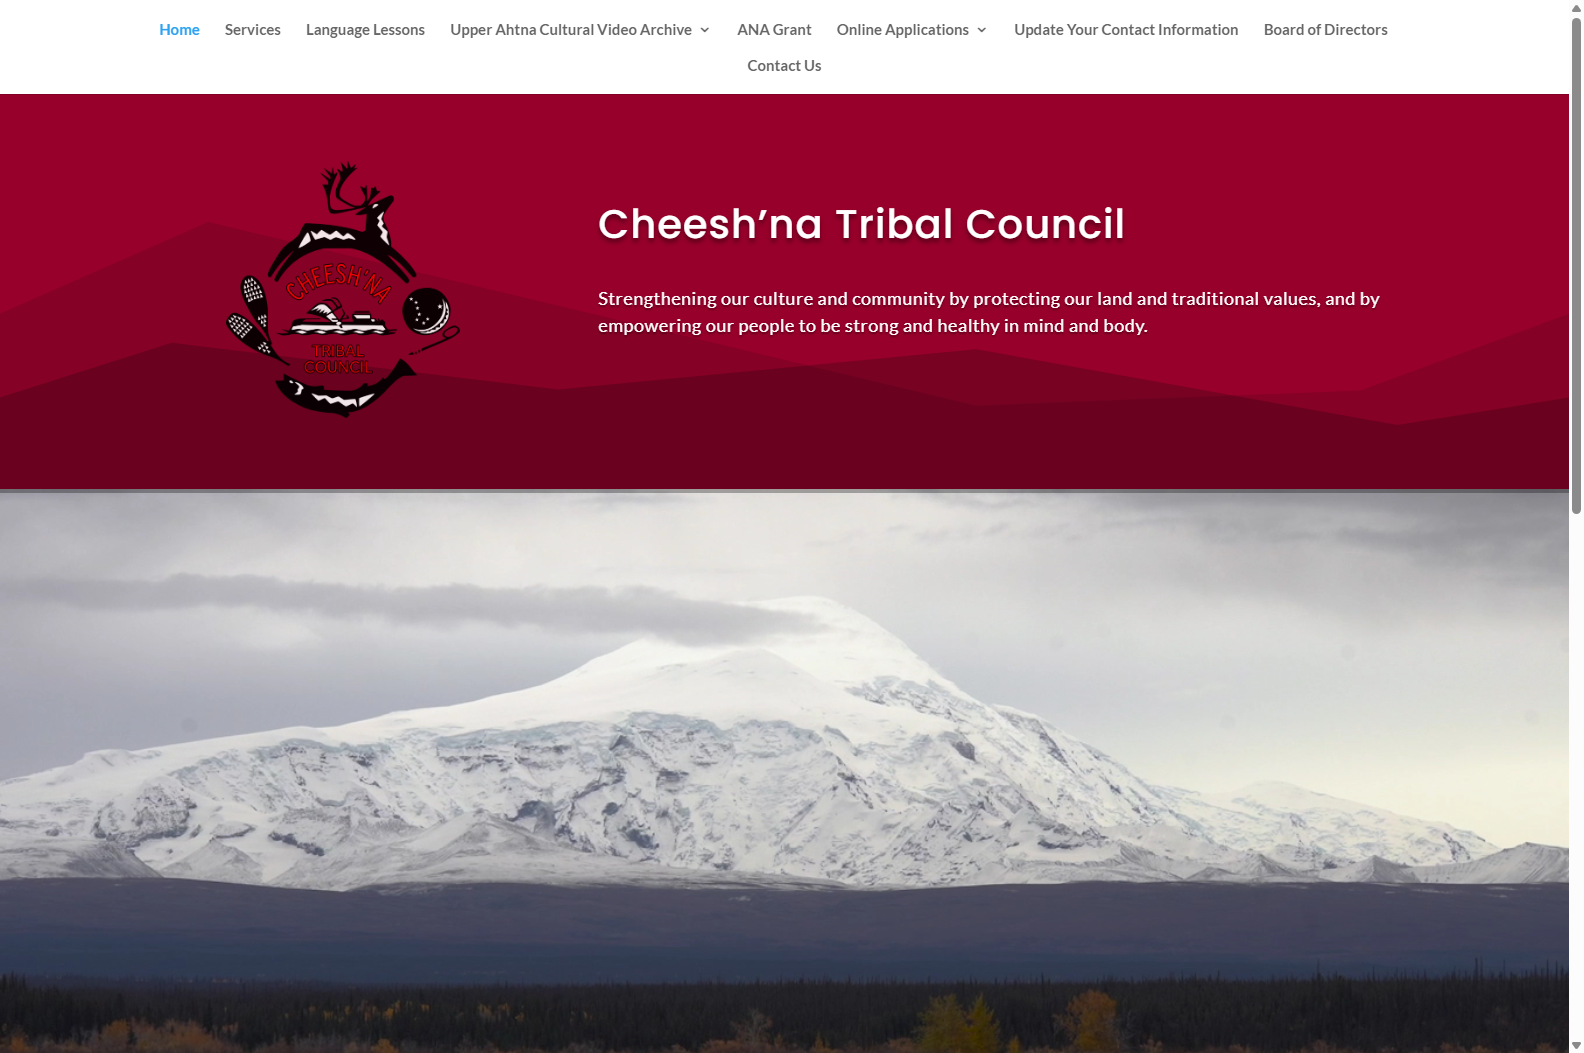 Home Services Language Lessons Upper Ahtna Cultural Video Archive ANA Grant Online Applications Update Your Contact Information Board of Directors
Contact Us
CHEESH'NA
TRIBAL
COUNCIL
Cheesh’na Tribal Council
Strengthening our culture and community by protecting our land and traditional values, and by
empowering our people to be strong and healthy in mind and body.